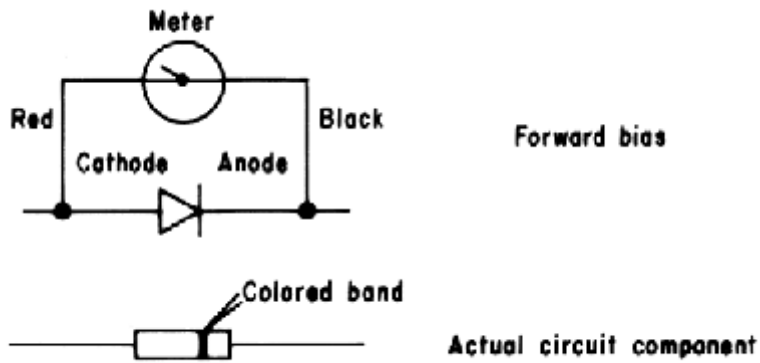 Meter
Red
Black
Forward bias
Cathode
Anode
Colored band
Actual circuit component